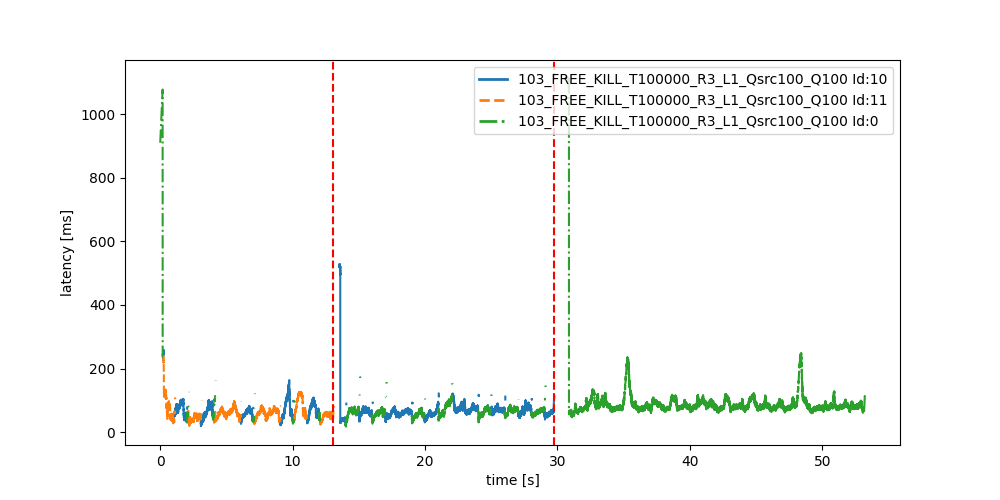 103_FREE_KILL_T100000_R3_L1_Qsrc100_Q100 Id:10
103_FREE_KILL_T100000_R3_L1_Qsrc100_Q100 Id:11
103_FREE_KILL_T100000_R3_L1_Qsrc100_Q100 Id:0
latency [ms]
1000
800
600
400
200
0
0 10 20 30 40 50
time [s]